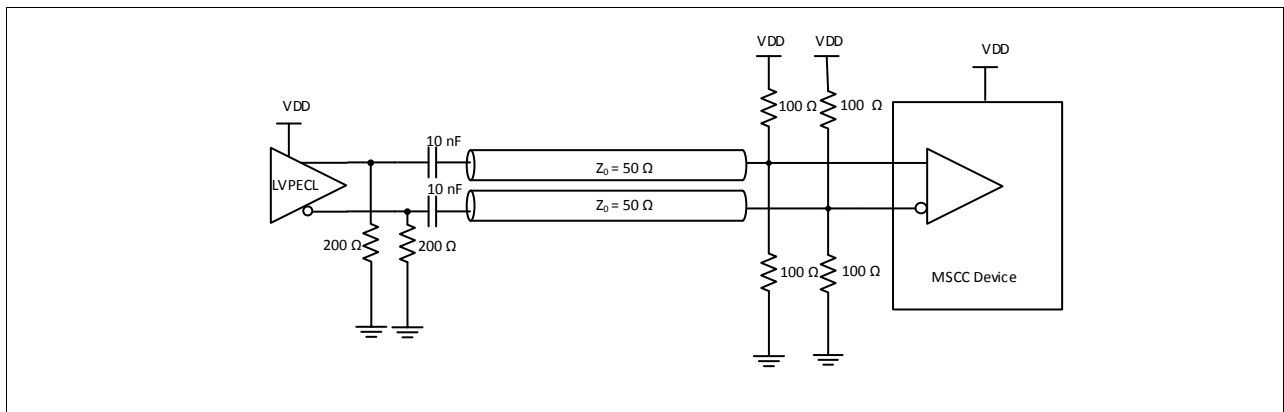 VDD
VDD
VDD
VDD
100 Ω
100 Ω
10 nF
LVPECL
Z₀ = 50 Ω
10 nF
Z₀ = 50 Ω
200 Ω
200 Ω
100 Ω
100 Ω
MSCC Device